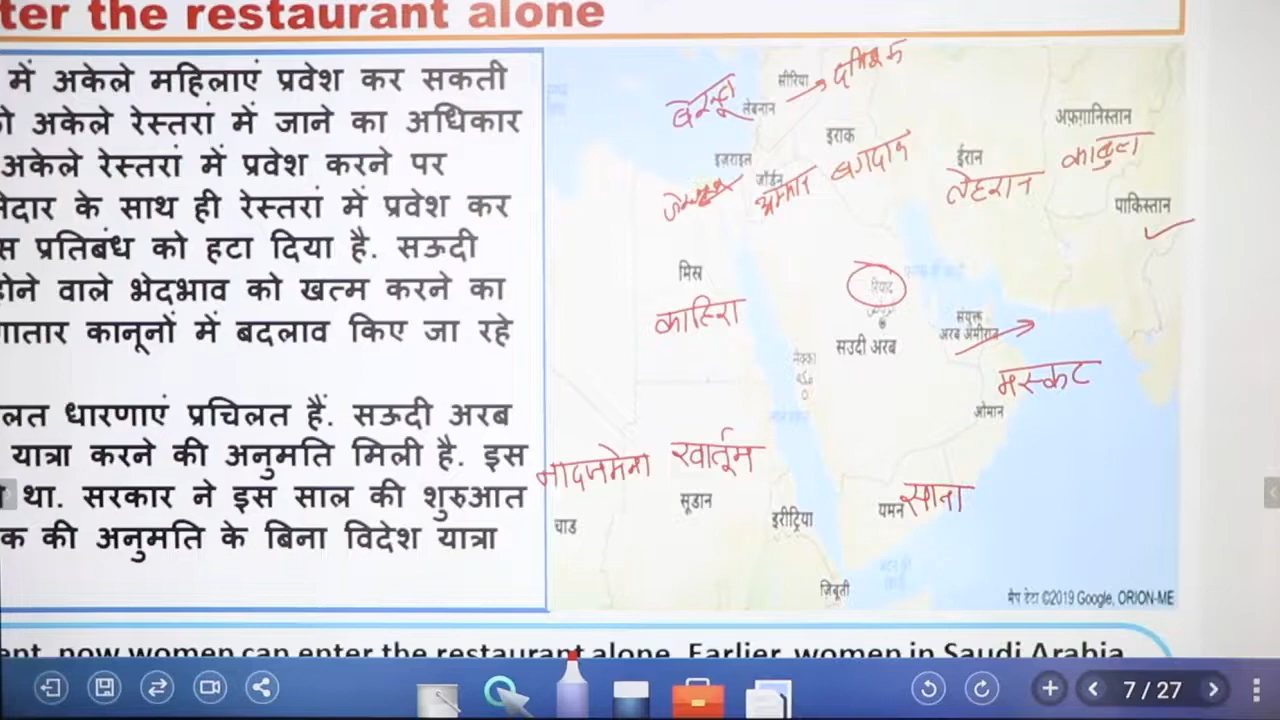 ter the restaurant alone
में अकेले महिलाएं प्रवेश कर सकती
अकेले रेस्तरां में जाने का अधिकार
अकेले रेस्तरां में प्रवेश करने पर
के साथ ही रेस्तरां में प्रवेश कर
स प्रतिबंध को हटा दिया है. सऊदी
होने वाले भेदभाव को खत्म करने का
कानूनों में बदलाव किए जा रहे
धारणाएं प्रचिलत हैं. सऊदी अरब
यात्रा करने की अनुमति मिली है. इस
था. सरकार ने इस साल की शुरुआत
क की अनुमति के बिना विदेश यात्रा
सीरिया
लेबनान
इराक
अफ़ग़ानिस्तान
काबुल
इज़राइल
जॉर्डन
अम्मान
बगदाद
ईरान
तेहरान
पाकिस्तान
मिस्र
काहिरा
रियाद
सउदी अरब
संयुक्त
अरब अमीरात
मक्का
मस्कट
ओमान
खार्तूम
सूडान
चाड
इरीट्रिया
यमन
साना
ज़िबूती
मैप डेटा ©2019 Google, ORION-ME
ent, now women can enter the restaurant alone. Earlier, women in Saudi Arabia
7 / 27